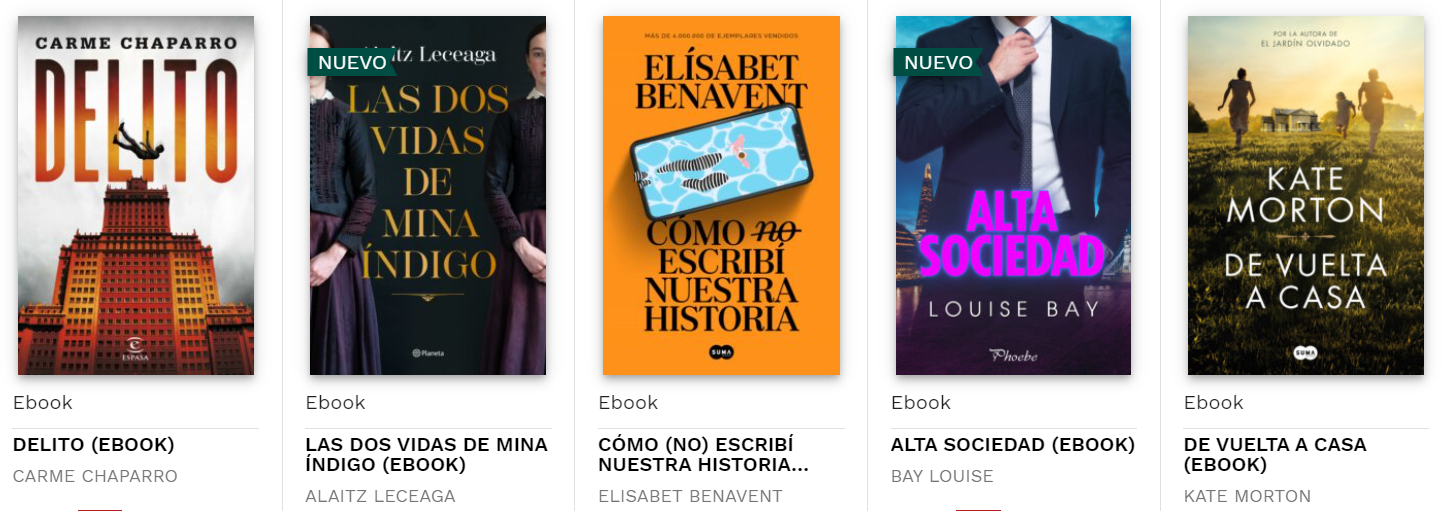 CARME CHAPARRO
DELITO
ESPASA
Ebook
DELITO (EBOOK)
CARME CHAPARRO
NUEVO
itz Leceaga
LAS DOS
VIDAS
DE
MINA
ÍNDIGO
Planeta
Ebook
LAS DOS VIDAS DE MINA
ÍNDIGO (EBOOK)
ALAITZ LECEAGA
MÁS DE 4.000.000 DE EJEMPLARES VENDIDOS
ELÍSABET
BENAVENT
CÓMO no
ESCRIBÍ
NUESTRA
HISTORIA
SUMA
Ebook
CÓMO (NO) ESCRIBÍ
NUESTRA HISTORIA...
ELISABET BENAVENT
NUEVO
ALTA
SOCIEDAD
LOUISE BAY
Phoebe
Ebook
ALTA SOCIEDAD (EBOOK)
BAY LOUISE
POR LA AUTORA DE
EL JARDÍN OLVIDADO
KATE
MORTON
DE VUELTA
A CASA
SUMA
Ebook
DE VUELTA A CASA
(EBOOK)
KATE MORTON